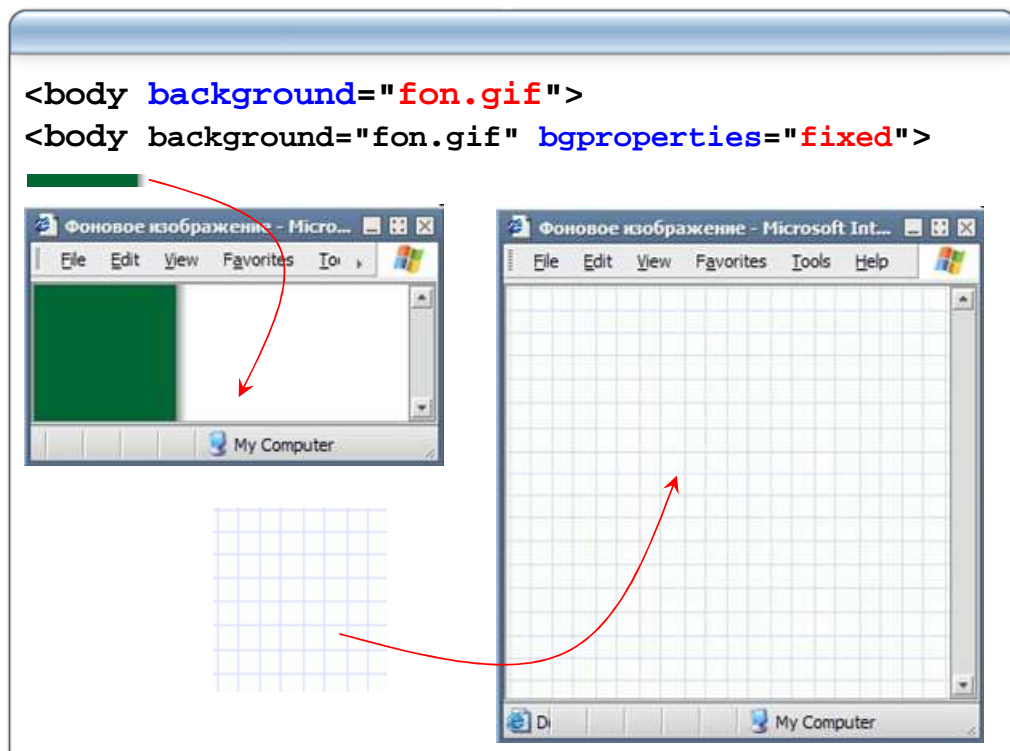 <body background="fon.gif">
<body background="fon.gif" bgproperties="fixed">
Фоновое изображение - Micro...
File Edit View Favorites To
My Computer
Фоновое изображение - Microsoft Int...
File Edit View Favorites Tools Help
D
My Computer